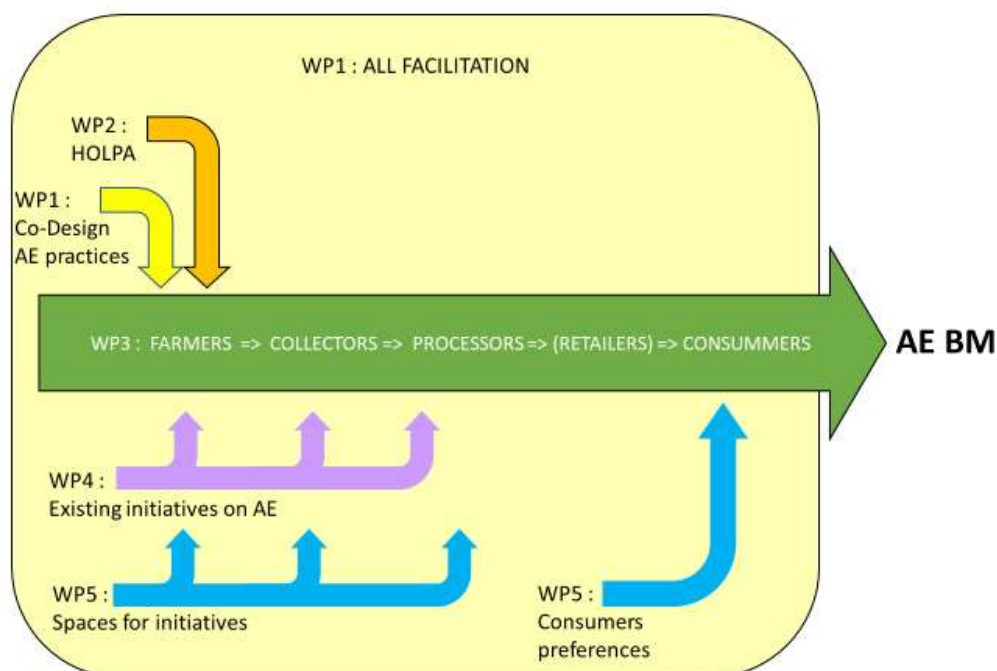 WP1 : ALL FACILITATION
WP2 :
HOLPA
WP1 :
Co-Design
AE practices
WP3 : FARMERS => COLLECTORS => PROCESSORS => (RETAILERS) => CONSUMMERS
AE BM
WP4 :
Existing initiatives on AE
WP5 :
Spaces for initiatives
WP5 :
Consumers
preferences